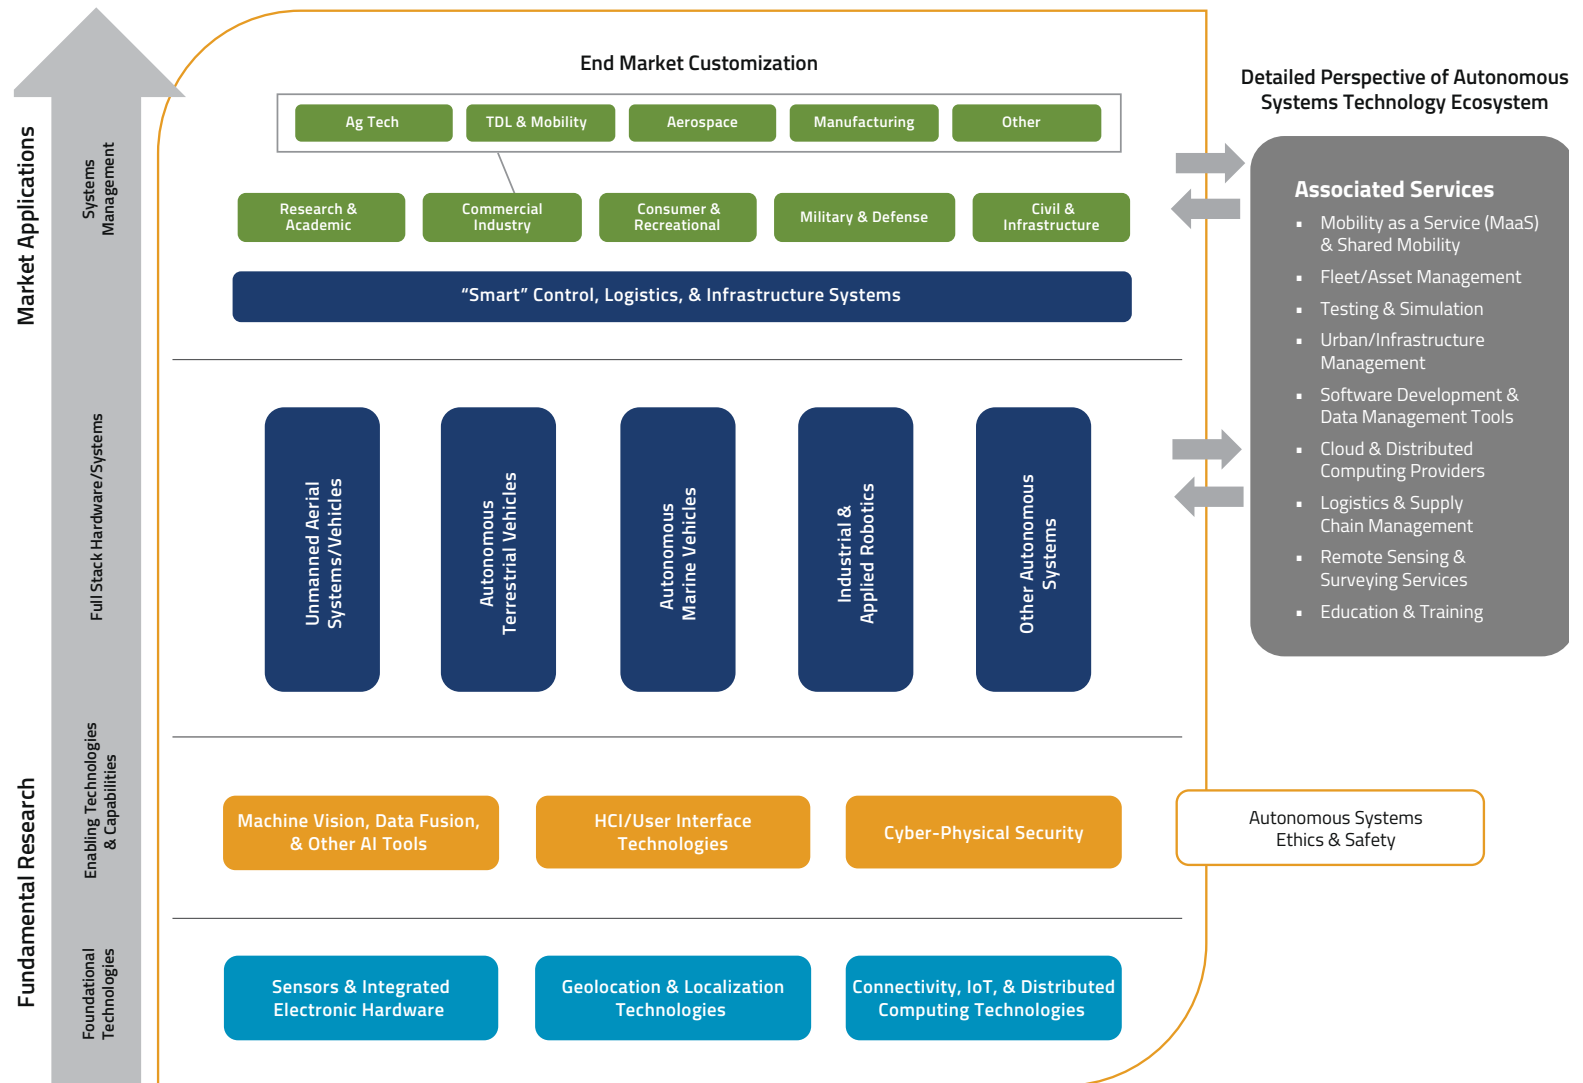 End Market Customization
Detailed Perspective of Autonomous
Systems Technology Ecosystem
Market Applications
Systems
Management
Ag Tech
TDL & Mobility
Aerospace
Manufacturing
Other
Research &
Academic
Commercial
Industry
Consumer &
Recreational
Military & Defense
Civil &
Infrastructure
“Smart” Control, Logistics, & Infrastructure Systems
Associated Services
▪ Mobility as a Service (MaaS)
& Shared Mobility
▪ Fleet/Asset Management
▪ Testing & Simulation
▪ Urban/Infrastructure
Management
▪ Software Development &
Data Management Tools
▪ Cloud & Distributed
Computing Providers
▪ Logistics & Supply
Chain Management
▪ Remote Sensing &
Surveying Services
▪ Education & Training
Full Stack Hardware/Systems
Unmanned Aerial
Systems/Vehicles
Autonomous
Terrestrial Vehicles
Autonomous
Marine Vehicles
Industrial &
Applied Robotics
Other Autonomous
Systems
Fundamental Research
Enabling Technologies
& Capabilities
Machine Vision, Data Fusion,
& Other AI Tools
HCI/User Interface
Technologies
Cyber-Physical Security
Autonomous Systems
Ethics & Safety
Foundational
Technologies
Sensors & Integrated
Electronic Hardware
Geolocation & Localization
Technologies
Connectivity, IoT, & Distributed
Computing Technologies